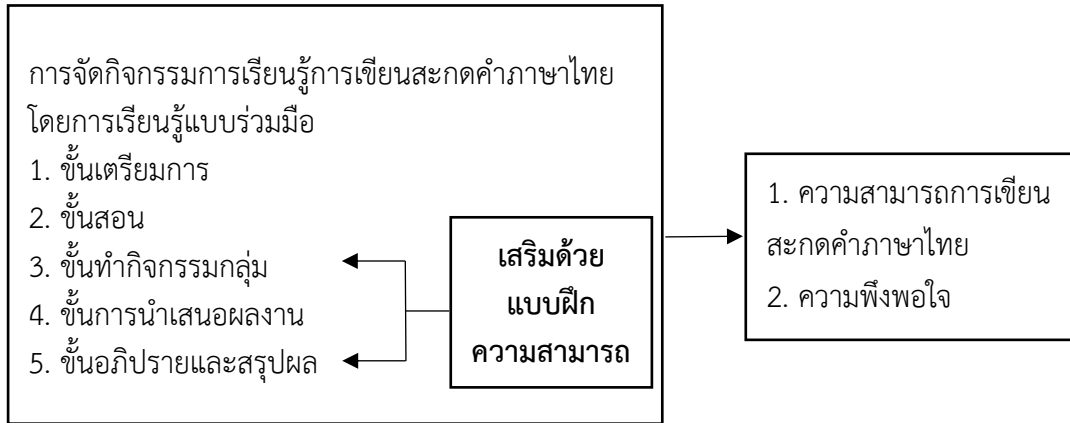 การจัดกิจกรรมการเรียนรู้การเขียนสะกดคำภาษาไทย
โดยการเรียนรู้แบบร่วมมือ
1. ขั้นเตรียมการ
2. ขั้นสอน
3. ขั้นทำกิจกรรมกลุ่ม
4. ขั้นการนำเสนอผลงาน
5. ขั้นอภิปรายและสรุปผล
เสริมด้วย
แบบฝึก
ความสามารถ
1. ความสามารถการเขียน
สะกดคำภาษาไทย
2. ความพึงพอใจ